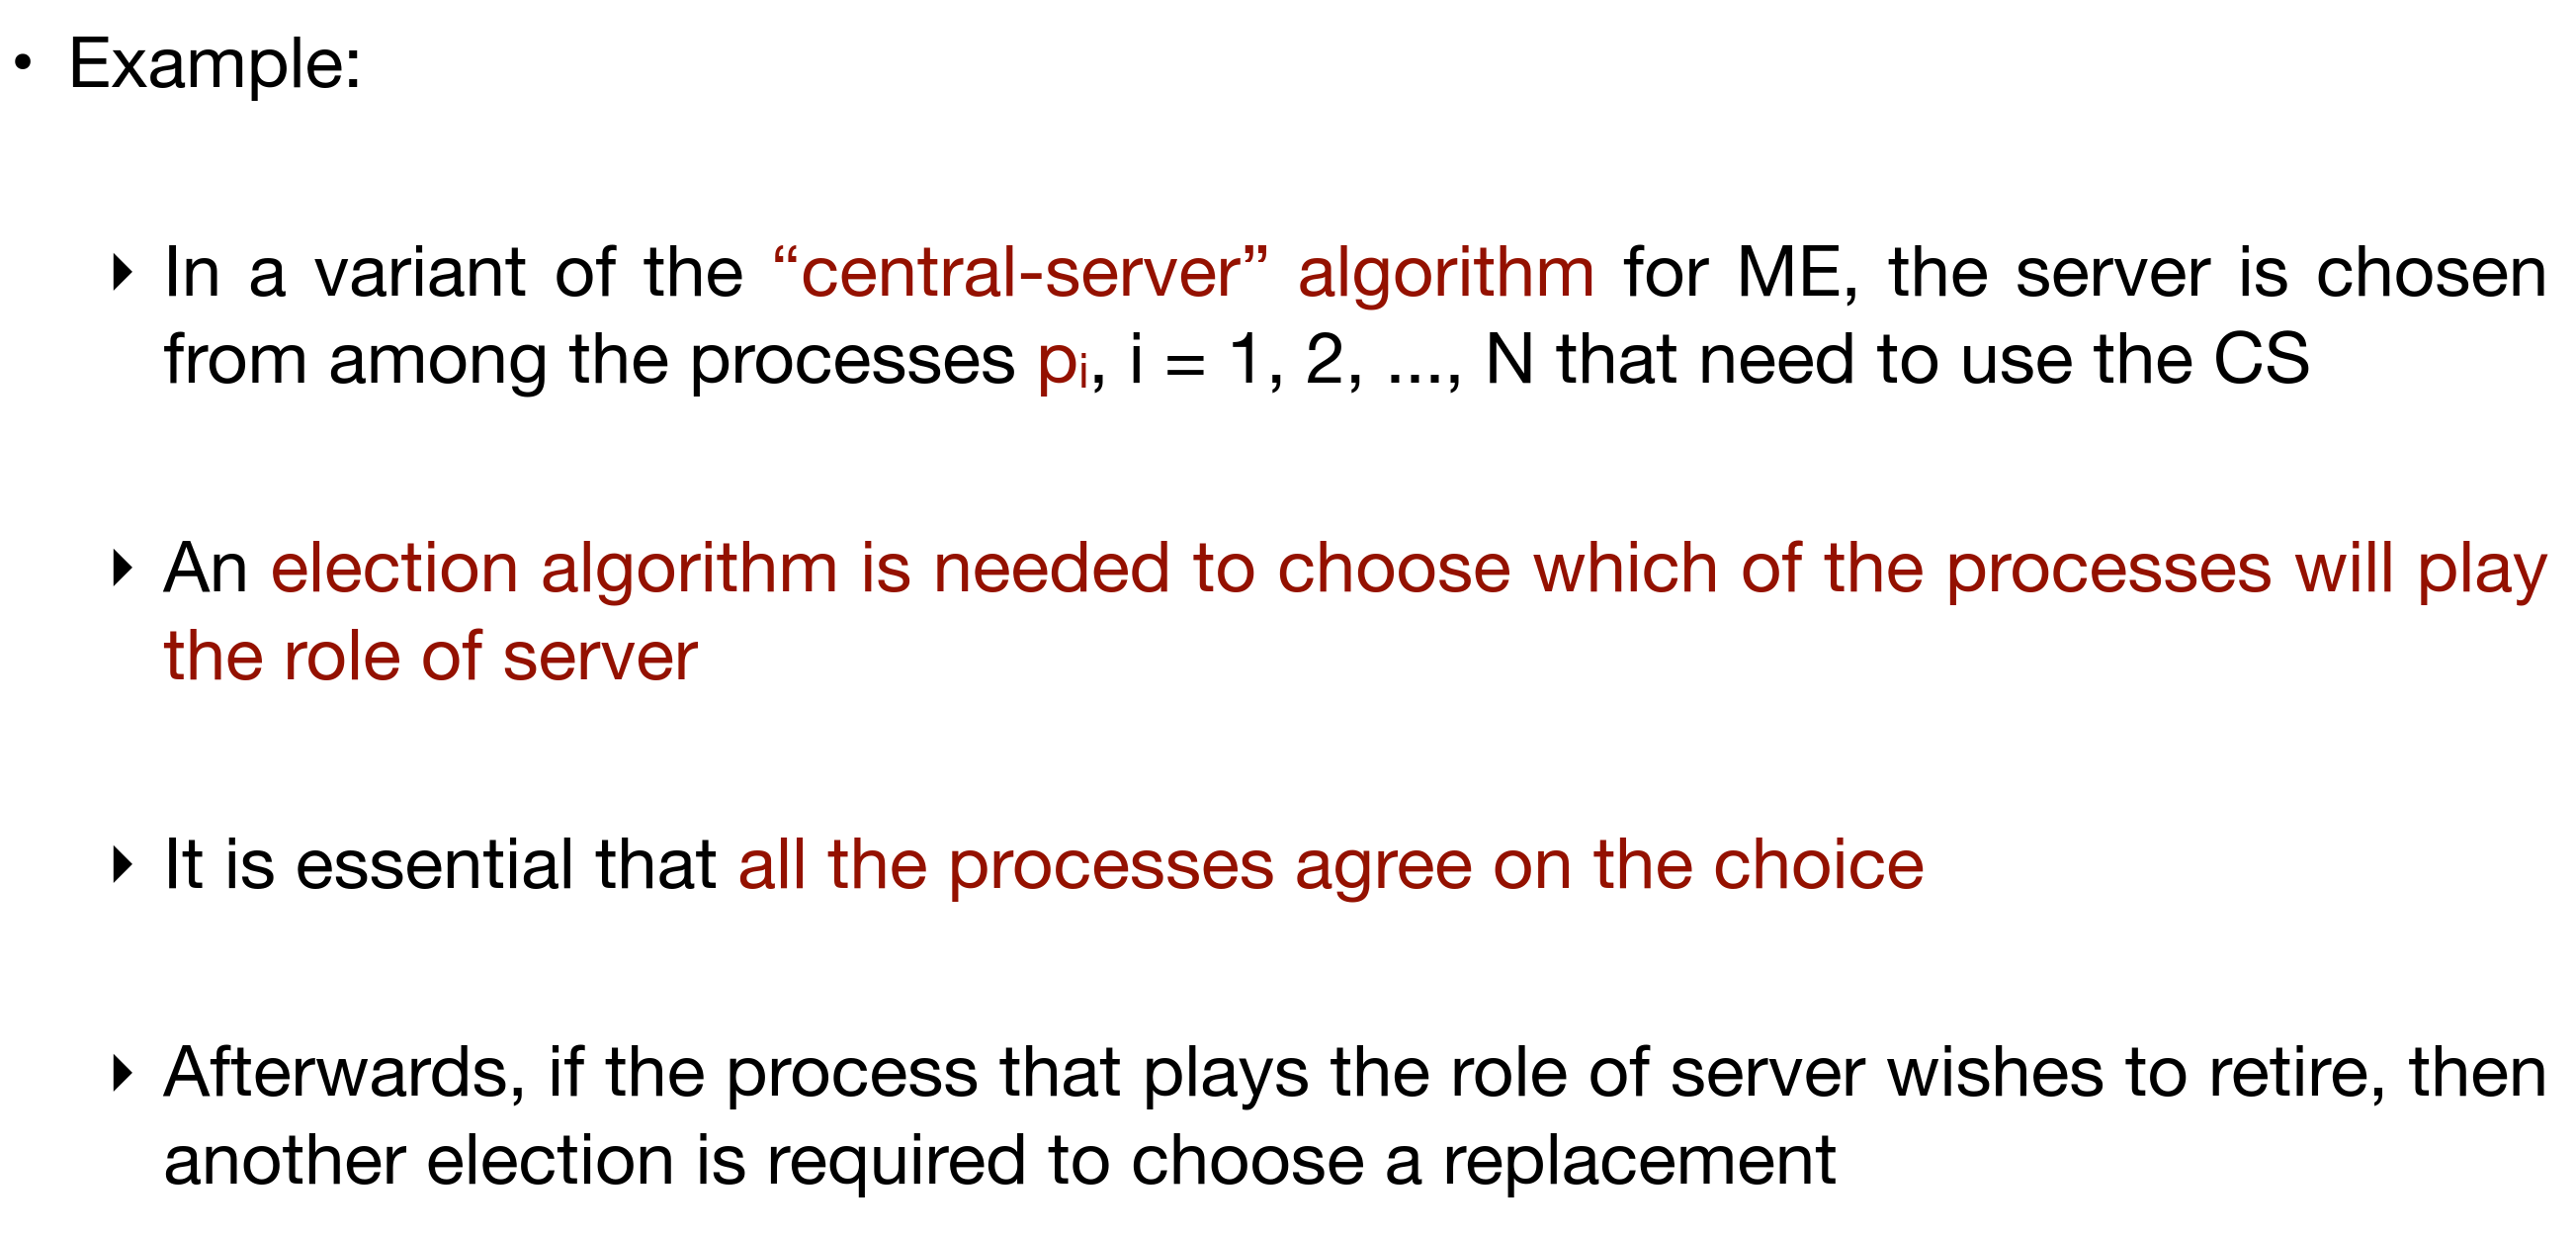 • Example:
‣ In a variant of the “central-server” algorithm for ME, the server is chosen
from among the processes pᵢ, i = 1, 2, ..., N that need to use the CS
‣ An election algorithm is needed to choose which of the processes will play
the role of server
‣ It is essential that all the processes agree on the choice
‣ Afterwards, if the process that plays the role of server wishes to retire, then
another election is required to choose a replacement